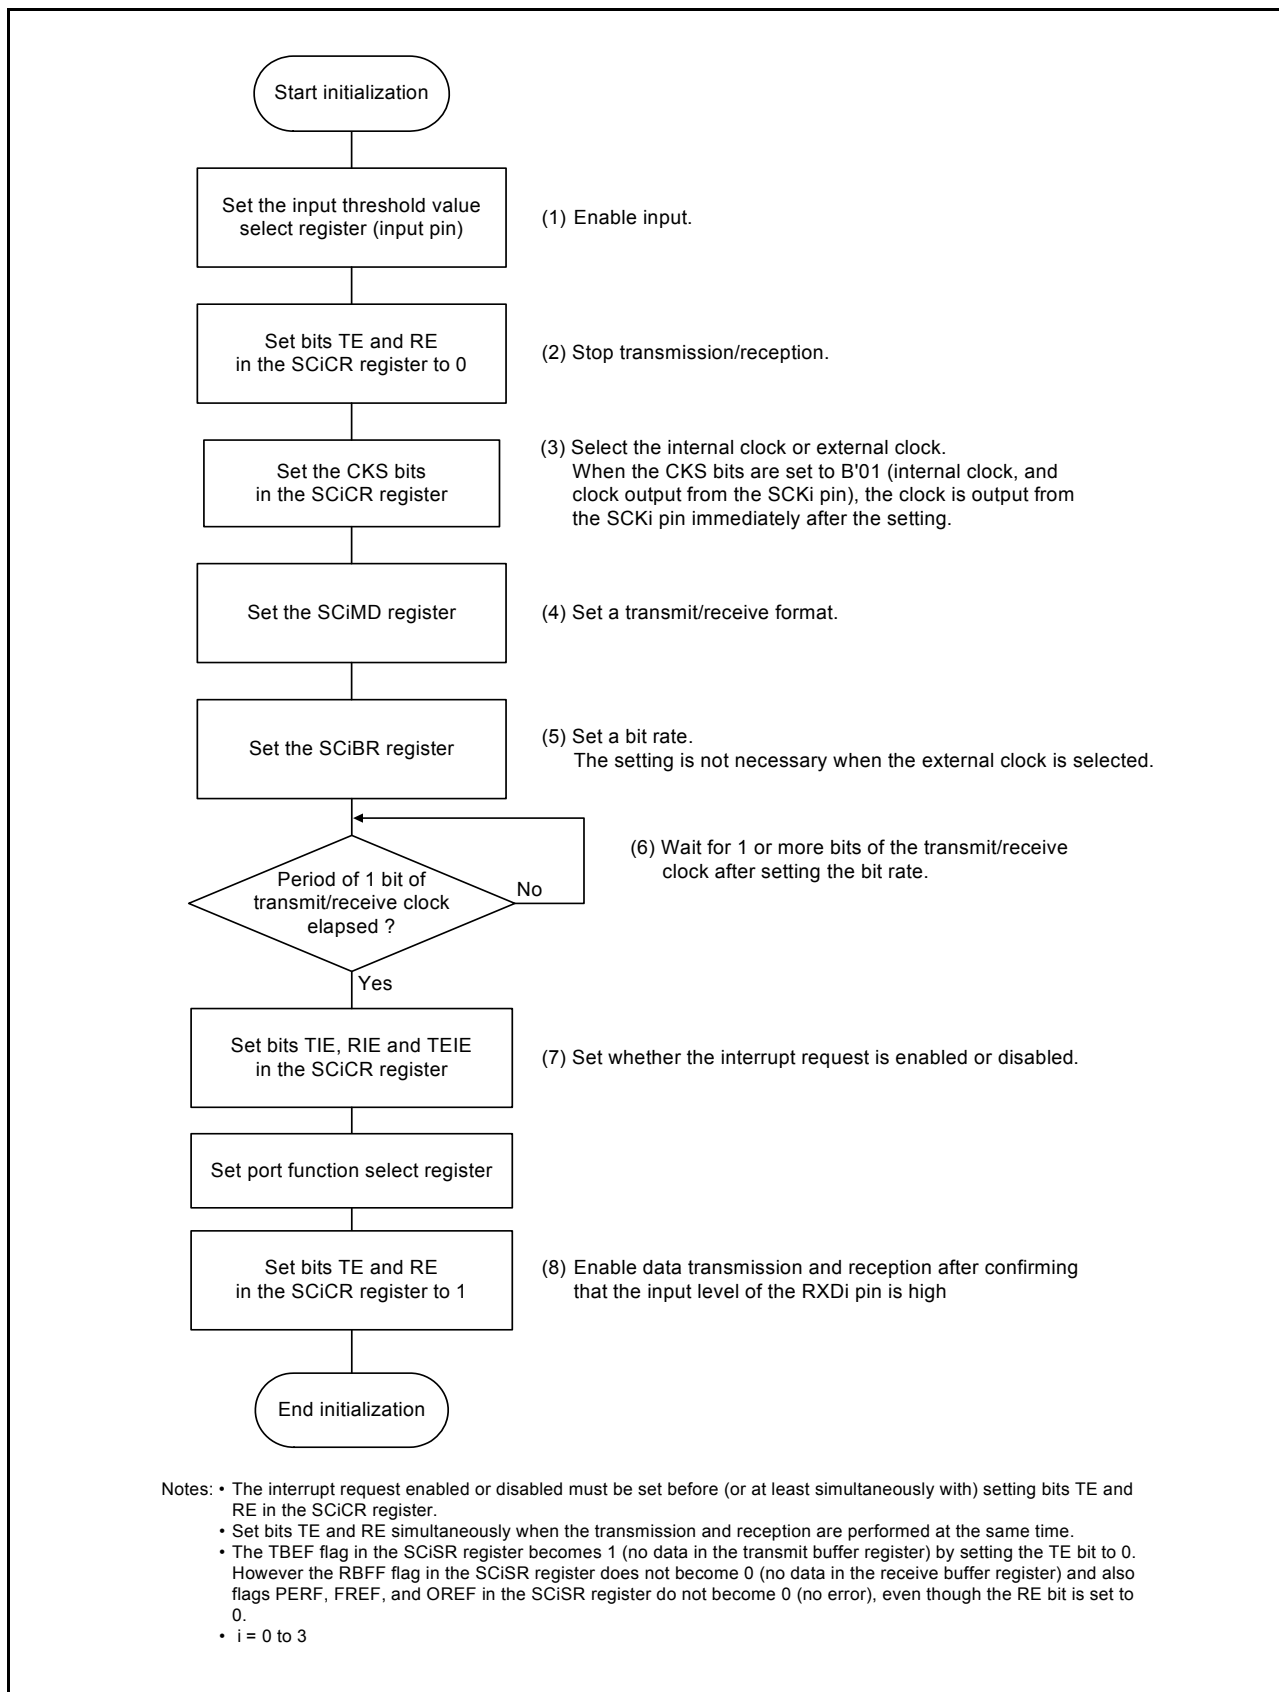 Start initialization
Set the input threshold value
select register (input pin)
(1) Enable input.
Set bits TE and RE
in the SCiCR register to 0
(2) Stop transmission/reception.
Set the CKS bits
in the SCiCR register
(3) Select the internal clock or external clock.
When the CKS bits are set to B'01 (internal clock, and
clock output from the SCKi pin), the clock is output from
the SCKi pin immediately after the setting.
Set the SCiMD register
(4) Set a transmit/receive format.
Set the SCiBR register
(5) Set a bit rate.
The setting is not necessary when the external clock is selected.
Period of 1 bit of
transmit/receive clock
elapsed ?
No
(6) Wait for 1 or more bits of the transmit/receive
clock after setting the bit rate.
Yes
Set bits TIE, RIE and TEIE
in the SCiCR register
(7) Set whether the interrupt request is enabled or disabled.
Set port function select register
Set bits TE and RE
in the SCiCR register to 1
(8) Enable data transmission and reception after confirming
that the input level of the RXDi pin is high
End initialization
Notes: • The interrupt request enabled or disabled must be set before (or at least simultaneously with) setting bits TE and
RE in the SCiCR register.
• Set bits TE and RE simultaneously when the transmission and reception are performed at the same time.
• The TBEF flag in the SCiSR register becomes 1 (no data in the transmit buffer register) by setting the TE bit to 0.
However the RBFF flag in the SCiSR register does not become 0 (no data in the receive buffer register) and also
flags PERF, FREF, and OREF in the SCiSR register do not become 0 (no error), even though the RE bit is set to
0.
• i = 0 to 3